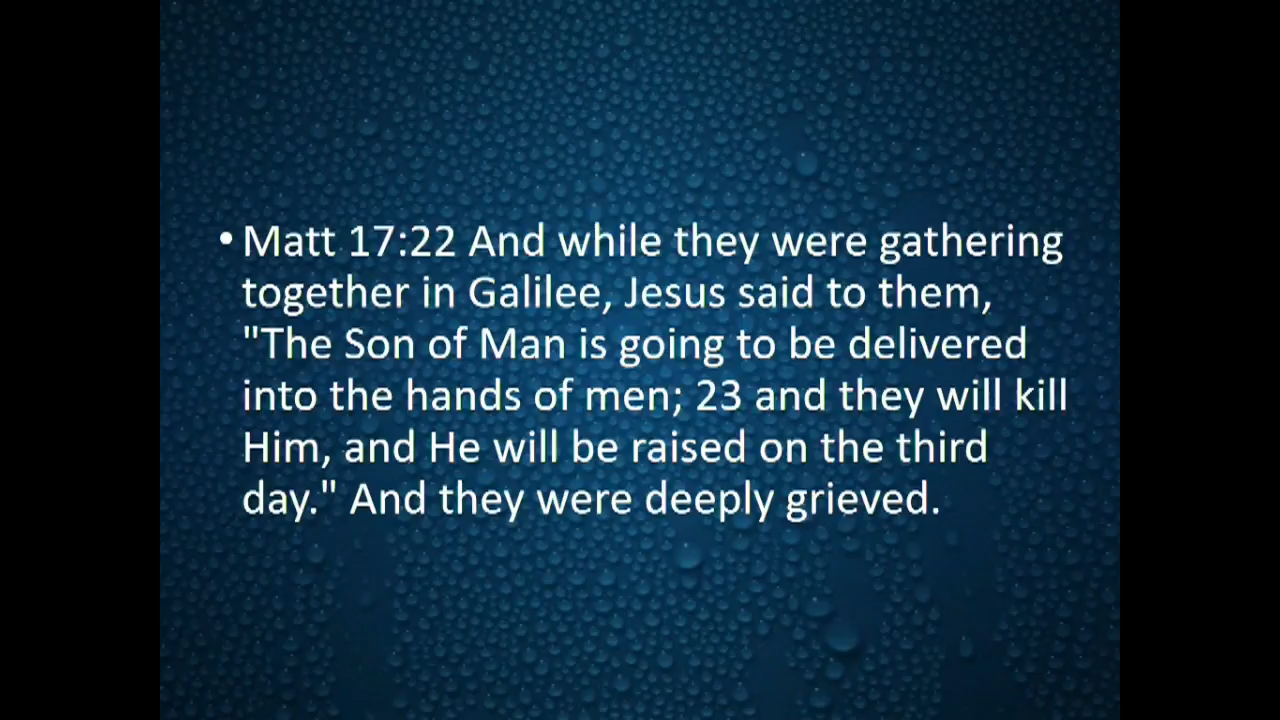 • Matt 17:22 And while they were gathering
together in Galilee, Jesus said to them,
"The Son of Man is going to be delivered
into the hands of men; 23 and they will kill
Him, and He will be raised on the third
day." And they were deeply grieved.